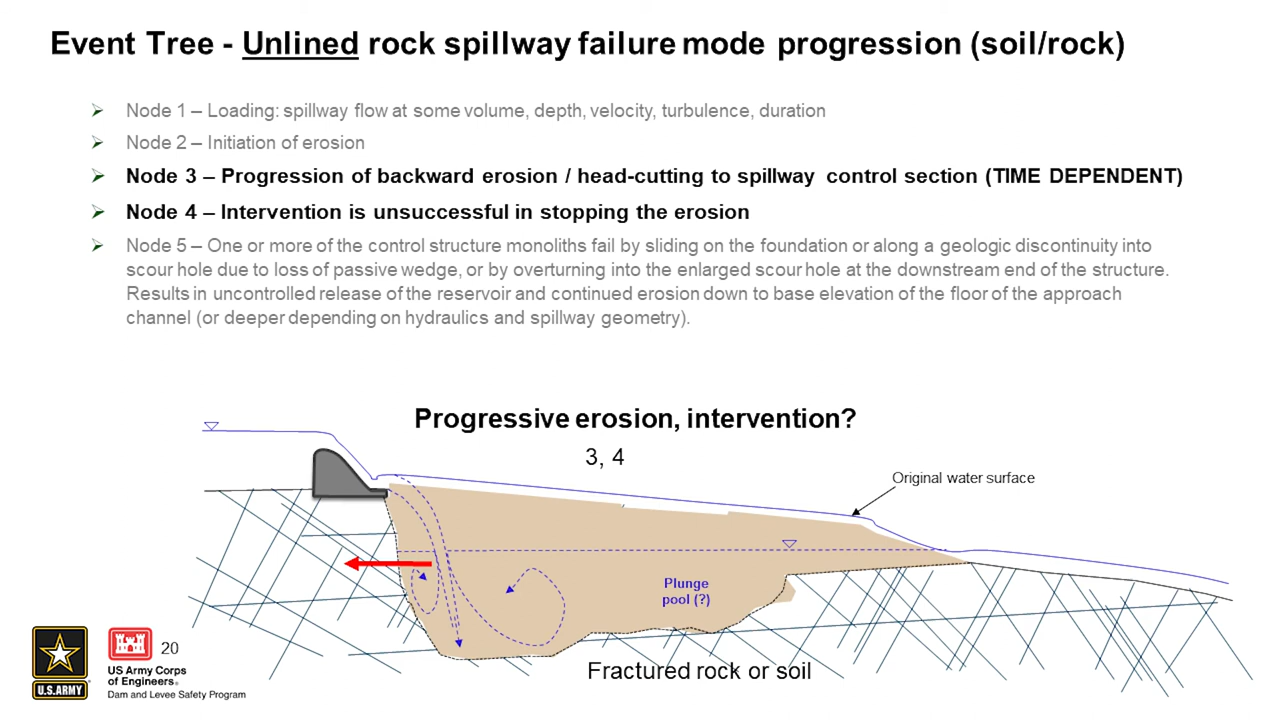 Event Tree - Unlined rock spillway failure mode progression (soil/rock)
Node 1 – Loading: spillway flow at some volume, depth, velocity, turbulence, duration
Node 2 – Initiation of erosion
Node 3 – Progression of backward erosion / head-cutting to spillway control section (TIME DEPENDENT)
Node 4 – Intervention is unsuccessful in stopping the erosion
Node 5 – One or more of the control structure monoliths fail by sliding on the foundation or along a geologic discontinuity into
scour hole due to loss of passive wedge, or by overturning into the enlarged scour hole at the downstream end of the structure.
Results in uncontrolled release of the reservoir and continued erosion down to base elevation of the floor of the approach
channel (or deeper depending on hydraulics and spillway geometry).
Progressive erosion, intervention?
3, 4
Original water surface
Plunge
pool (?)
Fractured rock or soil
U.S.ARMY
20
US Army Corps
of Engineers®
Dam and Levee Safety Program